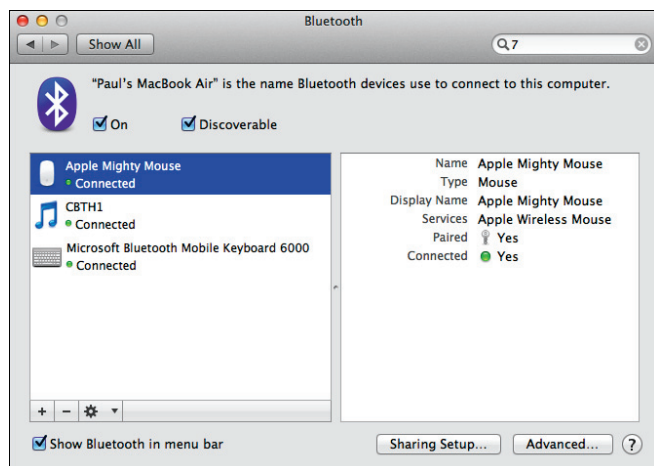 Bluetooth
Show All
7
“Paul's MacBook Air” is the name Bluetooth devices use to connect to this computer.
On
Discoverable
Apple Mighty Mouse
Connected
CBTH1
Connected
Microsoft Bluetooth Mobile Keyboard 6000
Connected
Name Apple Mighty Mouse
Type Mouse
Display Name Apple Mighty Mouse
Services Apple Wireless Mouse
Paired Yes
Connected Yes
+ −
Show Bluetooth in menu bar
Sharing Setup...
Advanced...
?